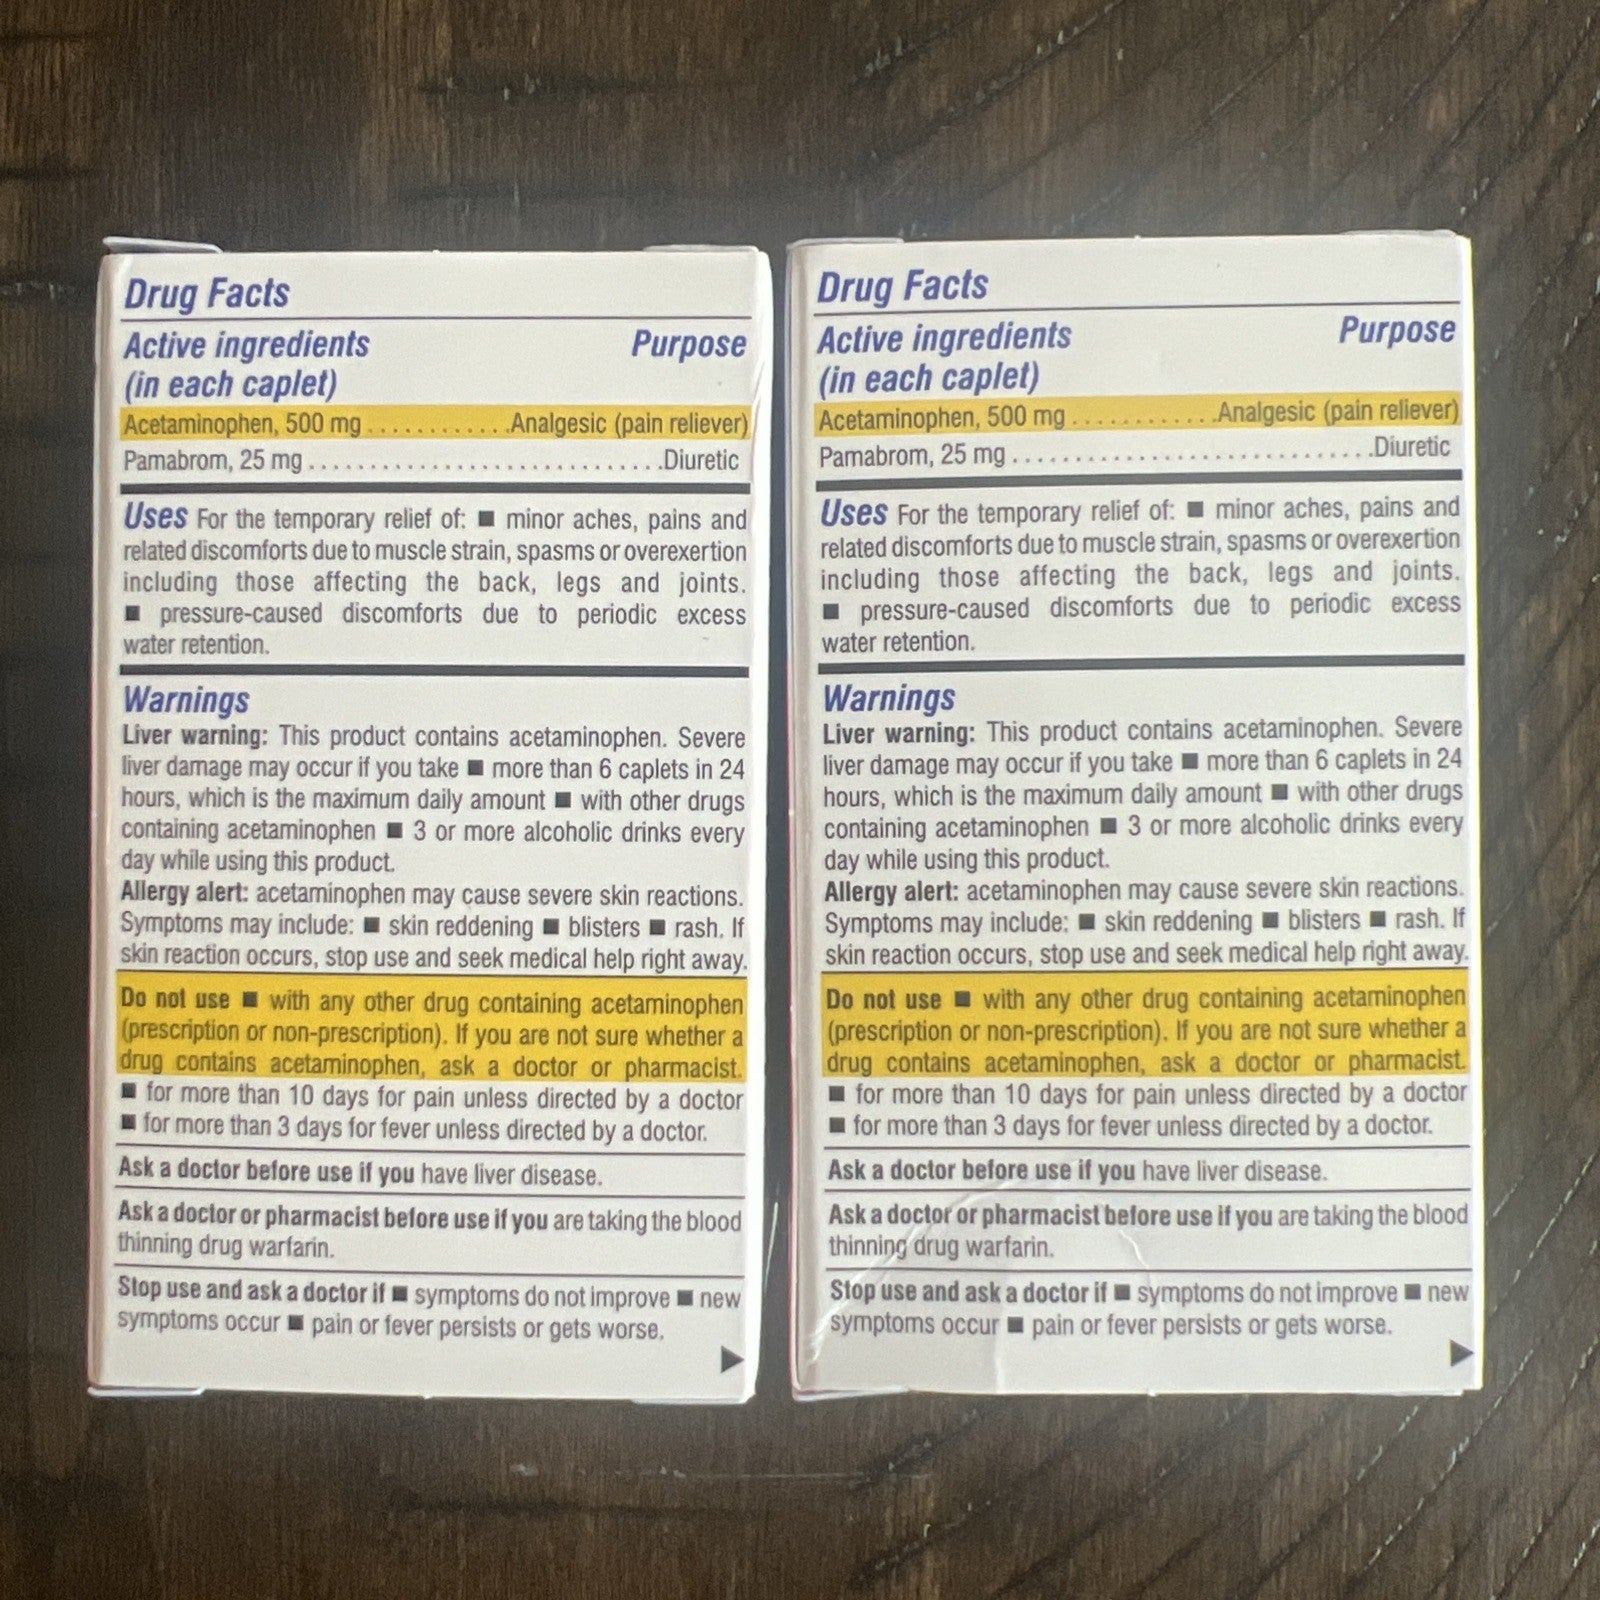 Drug Facts
Active ingredients Purpose
(in each caplet)
Acetaminophen, 500 mg ............Analgesic (pain reliever)
Pamabrom, 25 mg ..............................Diuretic
Uses For the temporary relief of: ■ minor aches, pains and
related discomforts due to muscle strain, spasms or overexertion
including those affecting the back, legs and joints.
■ pressure-caused discomforts due to periodic excess
water retention.
Warnings
Liver warning: This product contains acetaminophen. Severe
liver damage may occur if you take ■ more than 6 caplets in 24
hours, which is the maximum daily amount ■ with other drugs
containing acetaminophen ■ 3 or more alcoholic drinks every
day while using this product.
Allergy alert: acetaminophen may cause severe skin reactions.
Symptoms may include: ■ skin reddening ■ blisters ■ rash. If
skin reaction occurs, stop use and seek medical help right away.
Do not use ■ with any other drug containing acetaminophen
(prescription or non-prescription). If you are not sure whether a
drug contains acetaminophen, ask a doctor or pharmacist.
■ for more than 10 days for pain unless directed by a doctor
■ for more than 3 days for fever unless directed by a doctor.
Ask a doctor before use if you have liver disease.
Ask a doctor or pharmacist before use if you are taking the blood
thinning drug warfarin.
Stop use and ask a doctor if ■ symptoms do not improve ■ new
symptoms occur ■ pain or fever persists or gets worse.
Drug Facts
Active ingredients Purpose
(in each caplet)
Acetaminophen, 500 mg ............Analgesic (pain reliever)
Pamabrom, 25 mg ..............................Diuretic
Uses For the temporary relief of: ■ minor aches, pains and
related discomforts due to muscle strain, spasms or overexertion
including those affecting the back, legs and joints.
■ pressure-caused discomforts due to periodic excess
water retention.
Warnings
Liver warning: This product contains acetaminophen. Severe
liver damage may occur if you take ■ more than 6 caplets in 24
hours, which is the maximum daily amount ■ with other drugs
containing acetaminophen ■ 3 or more alcoholic drinks every
day while using this product.
Allergy alert: acetaminophen may cause severe skin reactions.
Symptoms may include: ■ skin reddening ■ blisters ■ rash. If
skin reaction occurs, stop use and seek medical help right away.
Do not use ■ with any other drug containing acetaminophen
(prescription or non-prescription). If you are not sure whether a
drug contains acetaminophen, ask a doctor or pharmacist.
■ for more than 10 days for pain unless directed by a doctor
■ for more than 3 days for fever unless directed by a doctor.
Ask a doctor before use if you have liver disease.
Ask a doctor or pharmacist before use if you are taking the blood
thinning drug warfarin.
Stop use and ask a doctor if ■ symptoms do not improve ■ new
symptoms occur ■ pain or fever persists or gets worse.